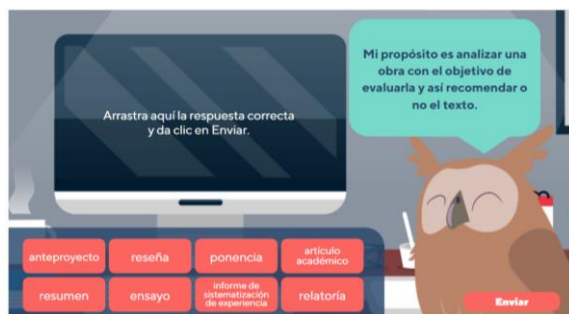 Mi propósito es analizar una
obra con el objetivo de
evaluarla y así recomendar o
no el texto.
Arrastra aquí la respuesta correcta
y da clic en Enviar.
anteproyecto
reseña
ponencia
artículo
académico
resumen
ensayo
informe de
sistematización
de experiencia
relatoría
Enviar